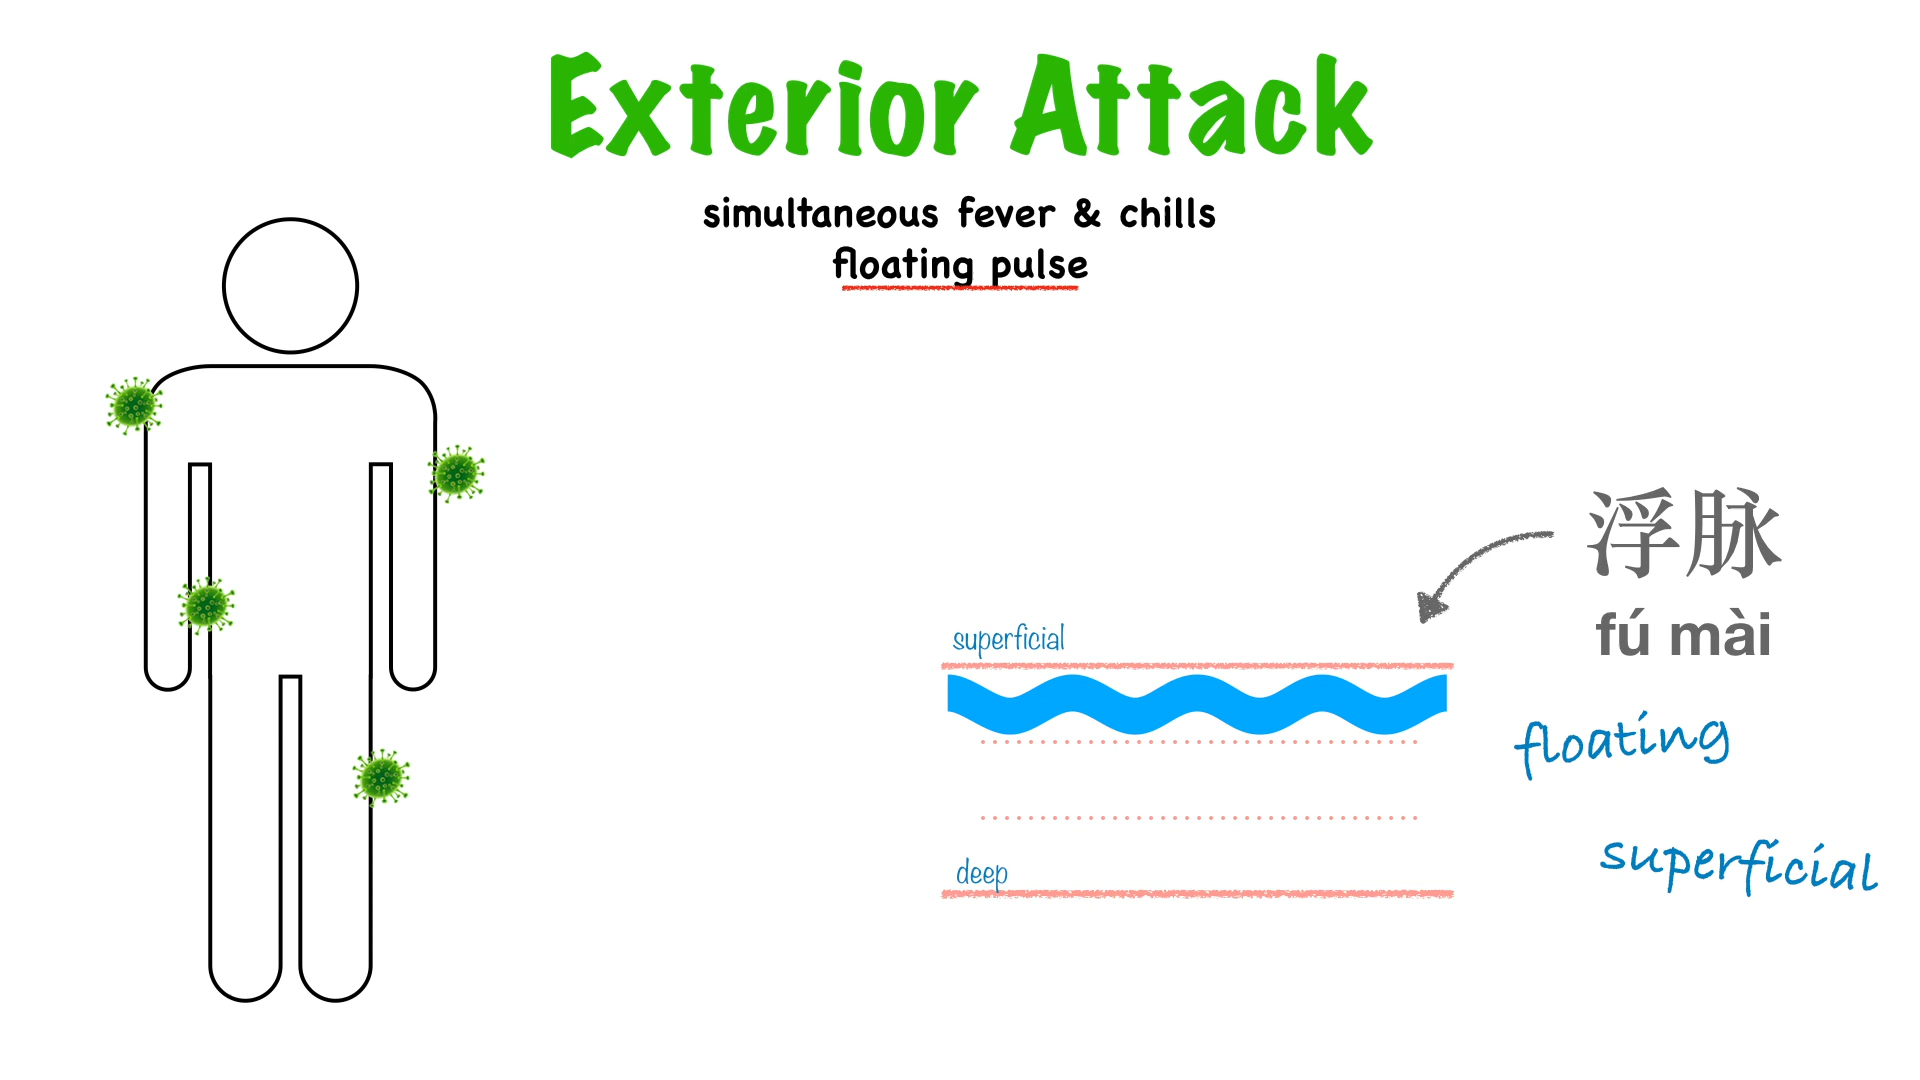 Exterior Attack
simultaneous fever & chills
floating pulse
浮脉
fú mài
superficial
floating
superficial
deep